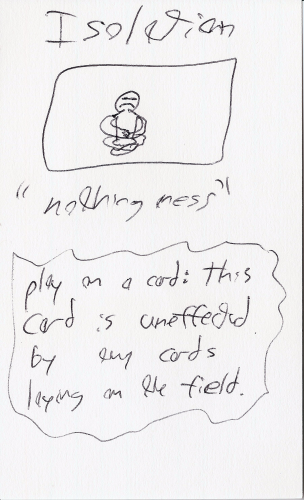 Isolation
"nothing ness"
play on a card: this
card is uneffected
by any cards
laying on the field.